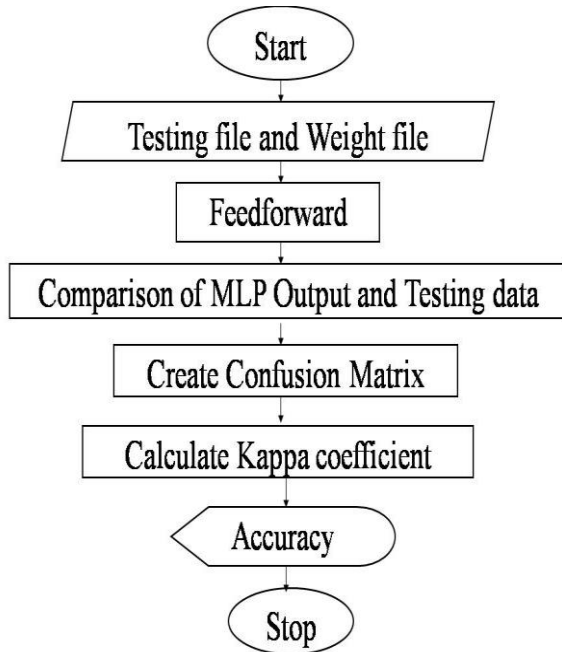 Start
Testing file and Weight file
Feedforward
Comparison of MLP Output and Testing data
Create Confusion Matrix
Calculate Kappa coefficient
Accuracy
Stop